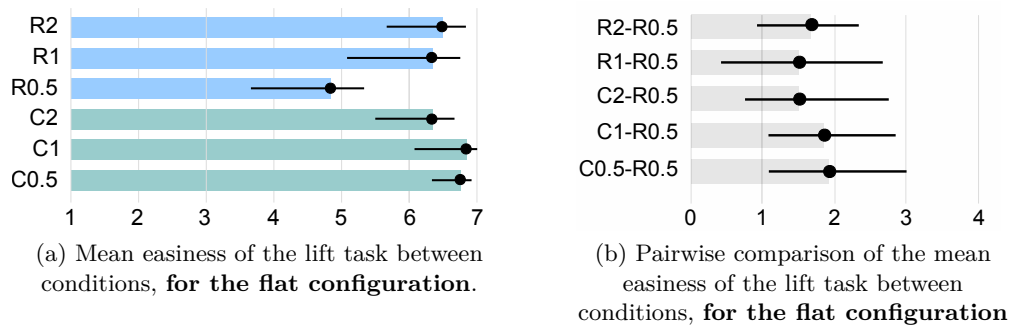 R2
R1
R0.5
C2
C1
C0.5
1 2 3 4 5 6 7
(a) Mean easiness of the lift task between
conditions, for the flat configuration.
R2-R0.5
R1-R0.5
C2-R0.5
C1-R0.5
C0.5-R0.5
0 1 2 3 4
(b) Pairwise comparison of the mean
easiness of the lift task between
conditions, for the flat configuration